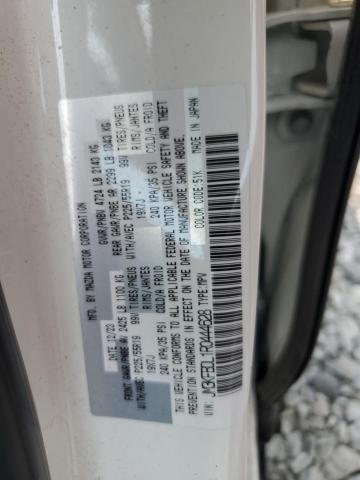 MFD. BY: MAZDA MOTOR CORPORATION
DATE: 12/23 GVWR/PNBV 4724 LB 2143 KG
FRONT GAWR/PNBE AV 2425 LB 1100 KG REAR GAWR/PNBE AR 2299 LB 1043 KG
WITH/AVEC P225/55R19 99V TIRES/PNEUS WITH/AVEC P225/55R19 99V TIRES/PNEUS
19X7J RIMS/JANTES 19X7J RIMS/JANTES
240 KPA/35 PSI COLD/A FROID 240 KPA/35 PSI COLD/A FROID
THIS VEHICLE CONFORMS TO ALL APPLICABLE FEDERAL MOTOR VEHICLE SAFETY AND THEFT
PREVENTION STANDARDS IN EFFECT ON THE DATE OF MANUFACTURE SHOWN ABOVE.
MADE IN JAPAN
VIN: TYPE: MPV COLOR CODE: 51K